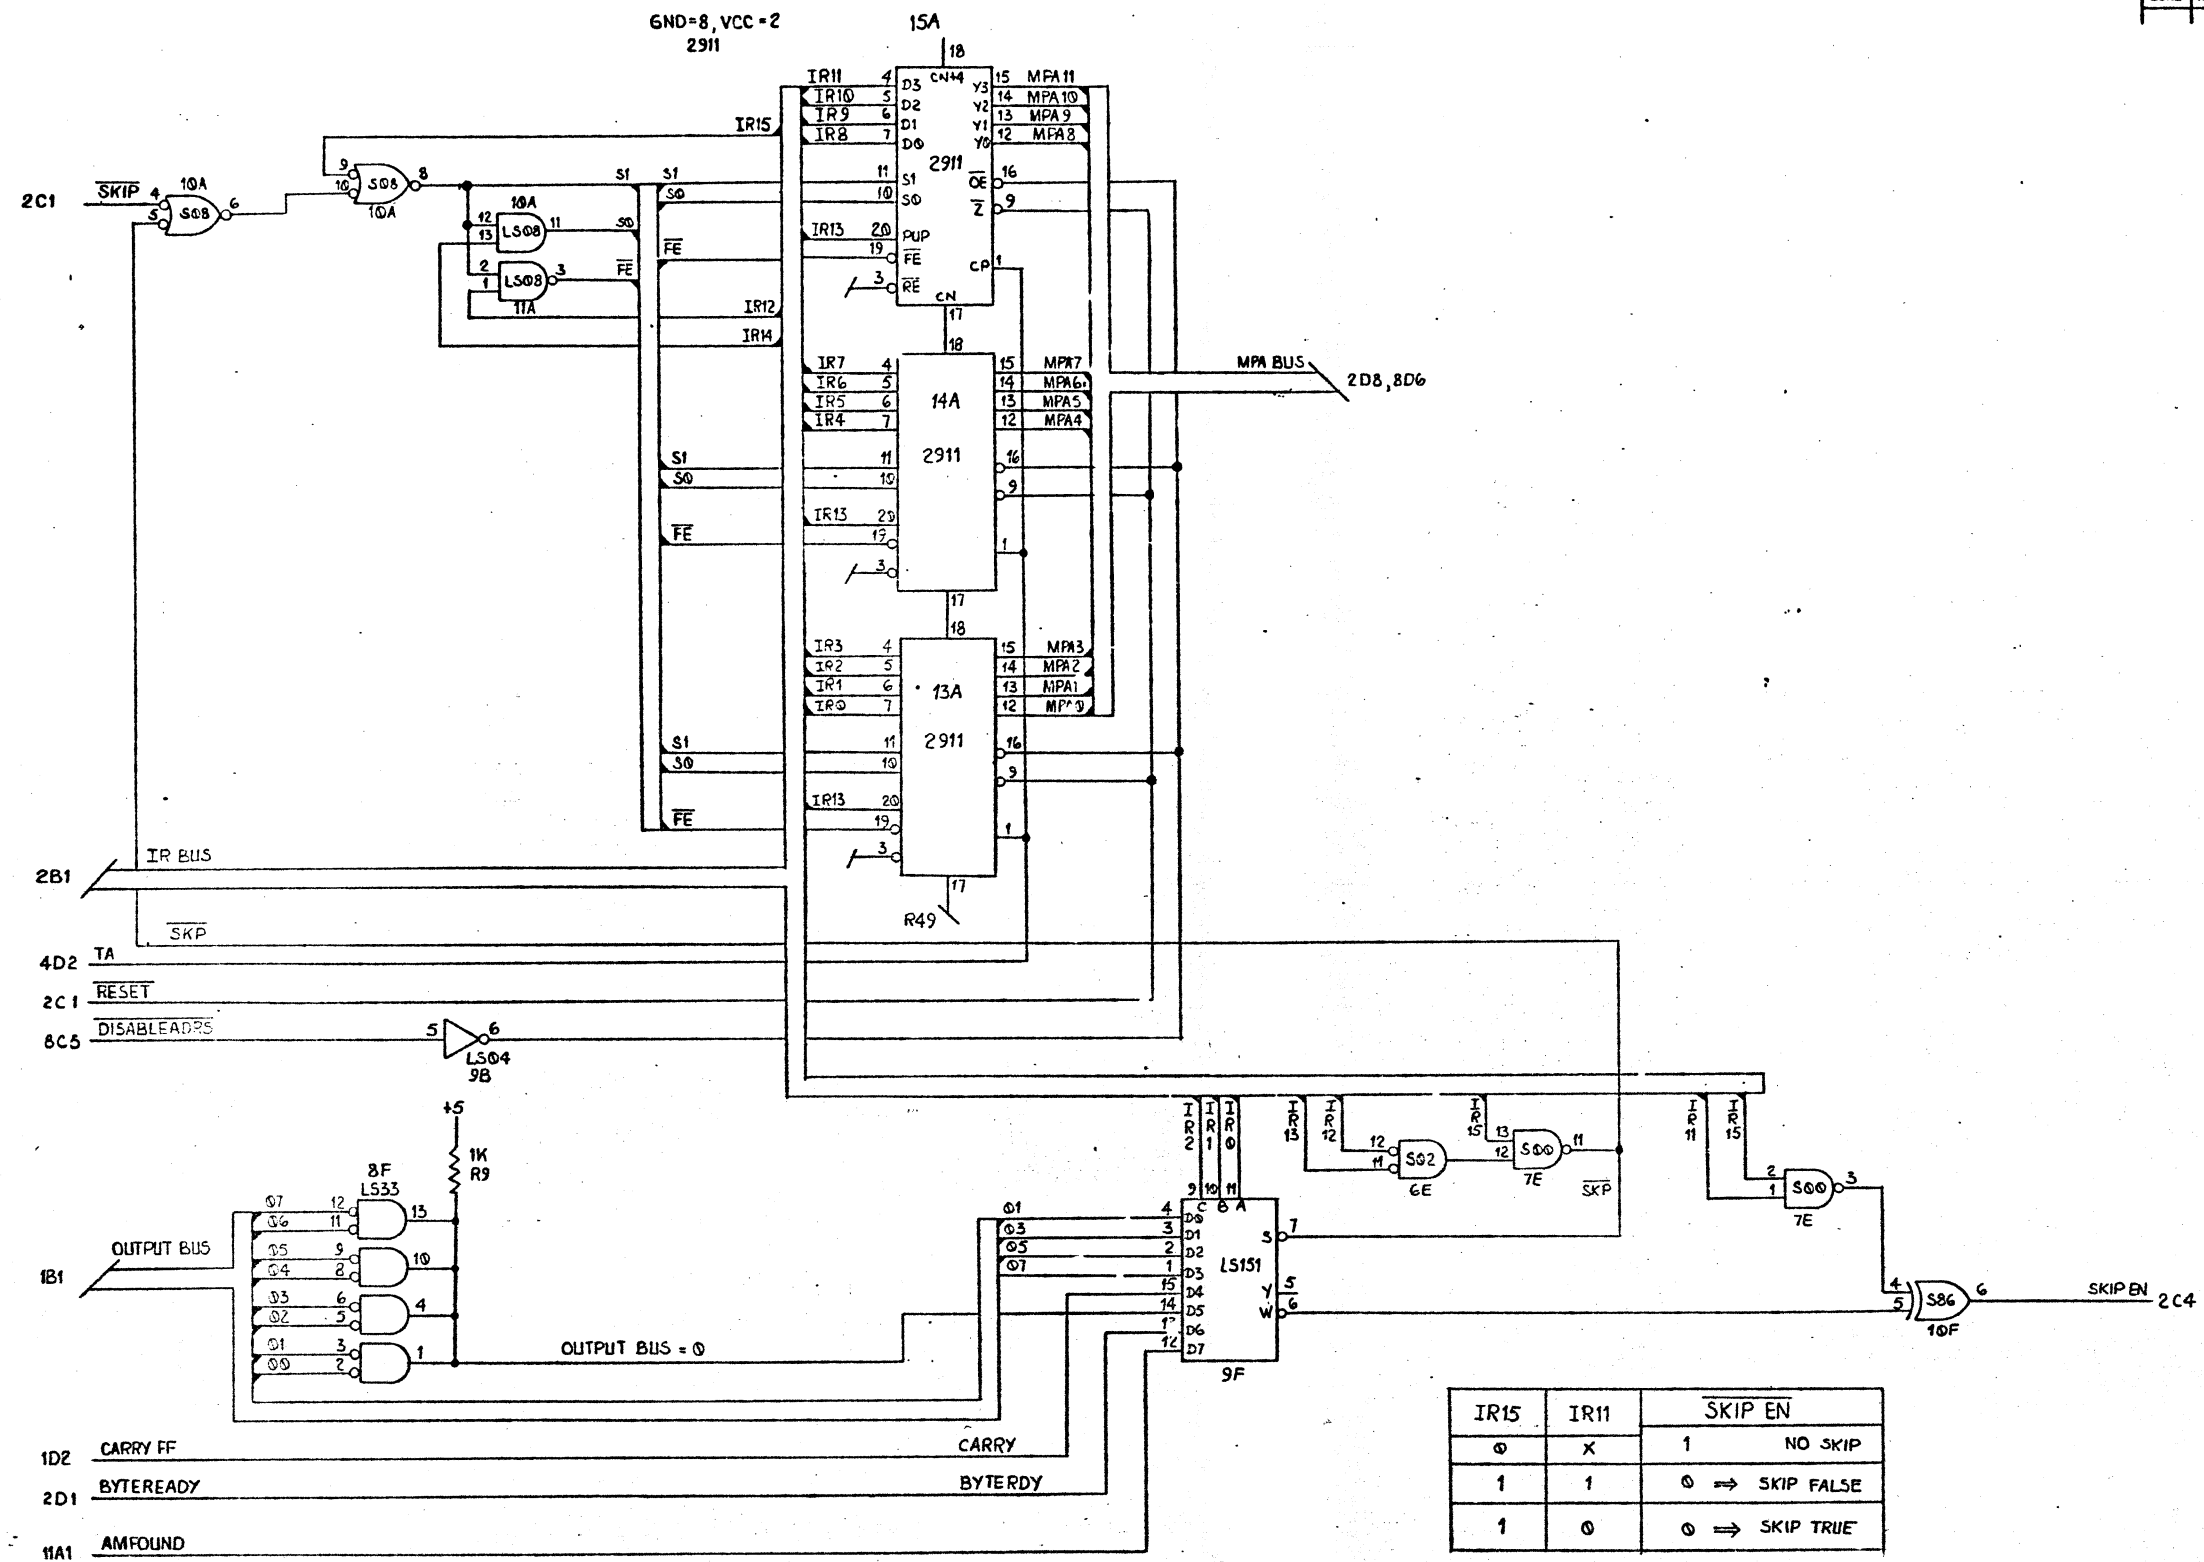 GND=8, VCC=2
2911
15A
18
IR11 4 D3 CN+4 Y3 15 MPA11
IR10 5 D2 Y2 14 MPA10
IR9 6 D1 Y1 13 MPA9
IR8 7 D0 Y0 12 MPA8
2911
IR15
9
10 S08 8
10A
2C1 SKIP 4
5 S08 6
10A
S1 S1 11 S1 OE 16
S0 10 S0 Z 9
10A
12
13 LS08 11 S0
IR13 20 PUP
FE 19 FE
CP 1
2
1 LS08 3 FE
11A
3 RE
CN
17
IR12
IR14
18
IR7 4 15 MPA7
IR6 5 14 MPA6
IR5 6 13 MPA5
IR4 7 12 MPA4
14A
2911
MPA BUS 2D8, 8D6
S1 11 16
S0 10 9
IR13 20
FE 19 1
3
17
18
IR3 4 15 MPA3
IR2 5 14 MPA2
IR1 6 13 MPA1
IR0 7 12
13A
2911
S1 11 16
S0 10 9
IR13 20
FE 19 1
3
17
R49
2B1 IR BUS
SKP
4D2 TA
2C1 RESET
8C5 DISABLEADRS
5 6
LS04
9B
+5
1K
R9
8F
LS33
07 12
06 11 13
05 9
04 8 10
03 6
02 5 4
01 3
00 2 1
OUTPUT BUS
1B1
OUTPUT BUS = 0
IR2 IR1 IR0
9 10 11
C B A
01 4 D0
03 3 D1
05 2 D2
07 1 D3
15 D4
14 D5
D6
12 D7
LS151
S 7
Y 5
W 6
9F
IR13 IR12
12
11 S02
6E
IR15
13
12 S00 11
7E
SKP
IR11 IR15
2
1 S00 3
7E
4
5 S86 6
10F
SKIP EN 2C4
1D2 CARRY FF CARRY
2D1 BYTEREADY BYTERDY
11A1 AMFOUND
IR15 IR11 SKIP EN
0 X 1 NO SKIP
1 1 0 ⇒ SKIP FALSE
1 0 0 ⇒ SKIP TRUE